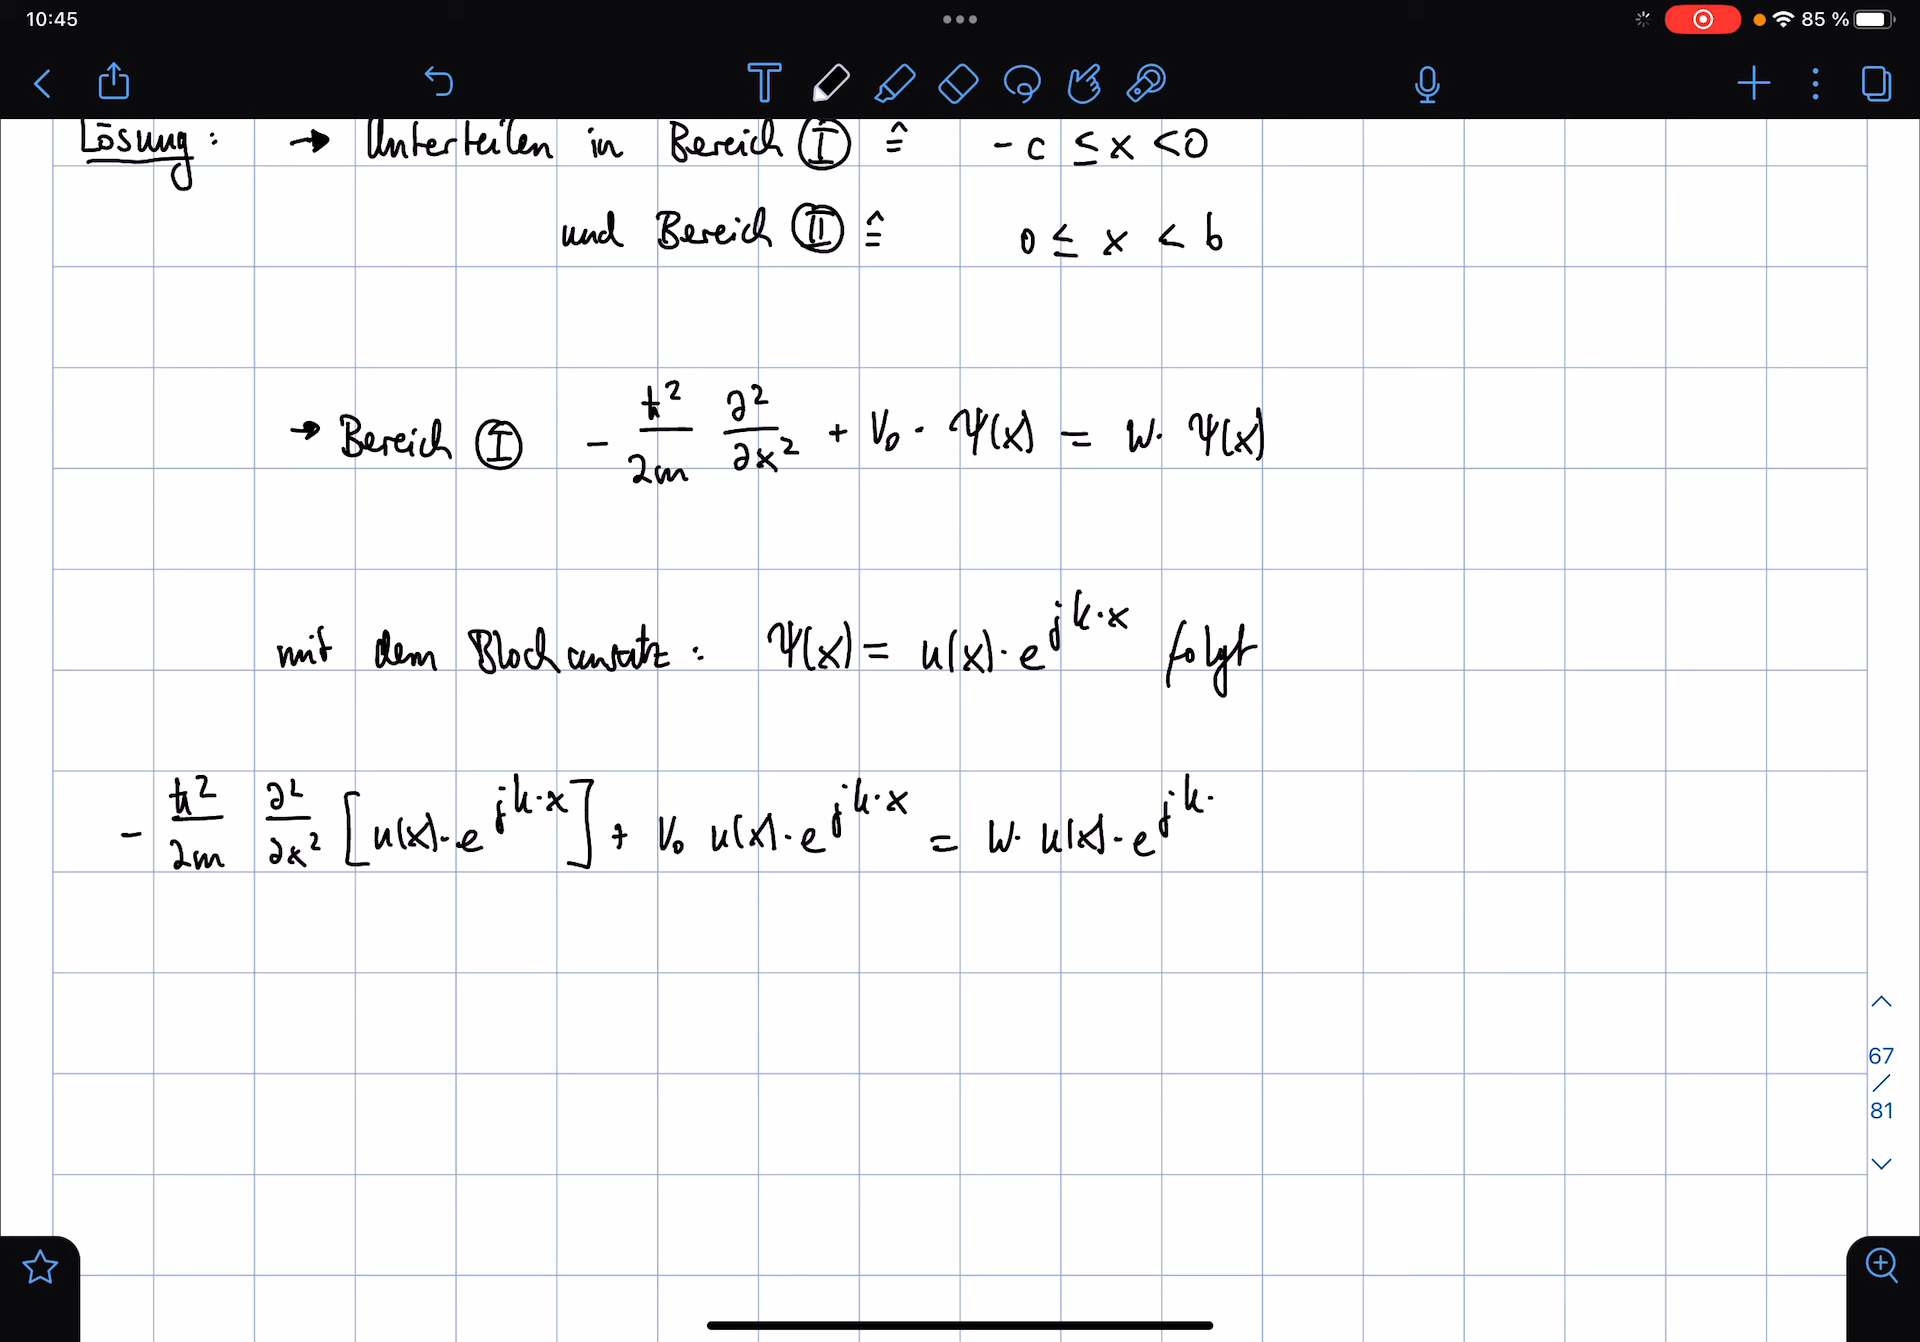 10:45
85 %
Lösung: → Unterteilen in Bereich Ⓘ ≙ -c ≤ x < 0
und Bereich Ⓘ̲Ⓘ ≙ 0 ≤ x < b
→ Bereich Ⓘ - ħ²/2m ∂²/∂x² + V₀ · Ψ(x) = W · Ψ(x)
mit dem Blochansatz: Ψ(x) = u(x) · e^{jk·x} folgt
- ħ²/2m ∂²/∂x² [u(x) · e^{jk·x}] + V₀ u(x) · e^{jk·x} = W · u(x) · e^{jk·
67
/
81